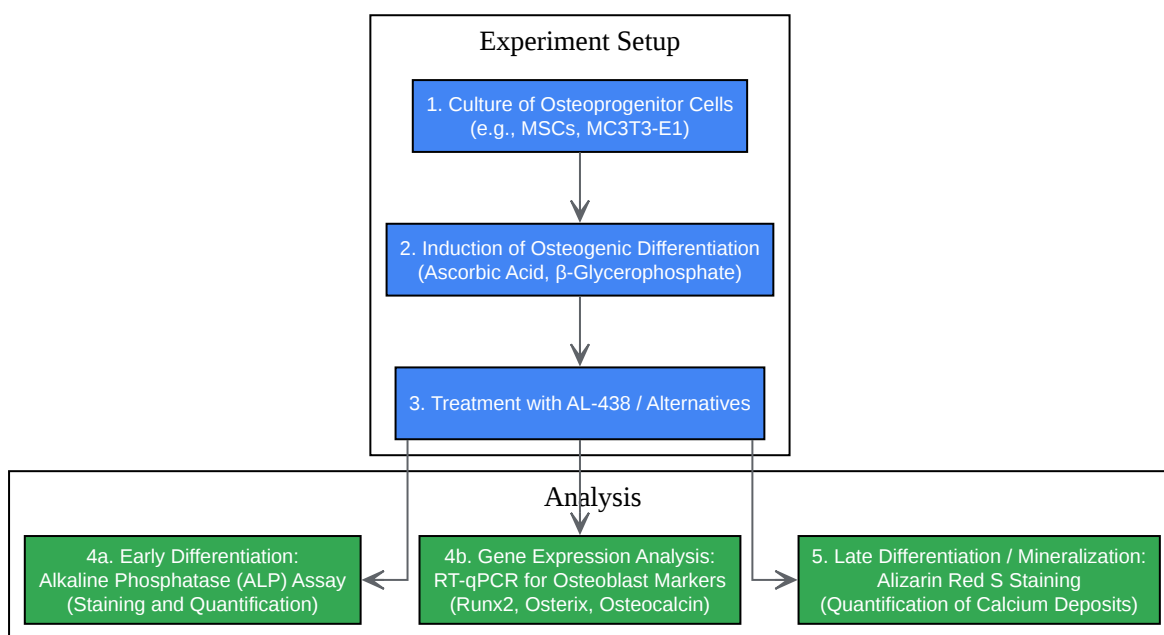 Experiment Setup
1. Culture of Osteoprogenitor Cells
(e.g., MSCs, MC3T3-E1)
2. Induction of Osteogenic Differentiation
(Ascorbic Acid, β-Glycerophosphate)
3. Treatment with AL-438 / Alternatives
Analysis
4a. Early Differentiation:
Alkaline Phosphatase (ALP) Assay
(Staining and Quantification)
4b. Gene Expression Analysis:
RT-qPCR for Osteoblast Markers
(Runx2, Osterix, Osteocalcin)
5. Late Differentiation / Mineralization:
Alizarin Red S Staining
(Quantification of Calcium Deposits)